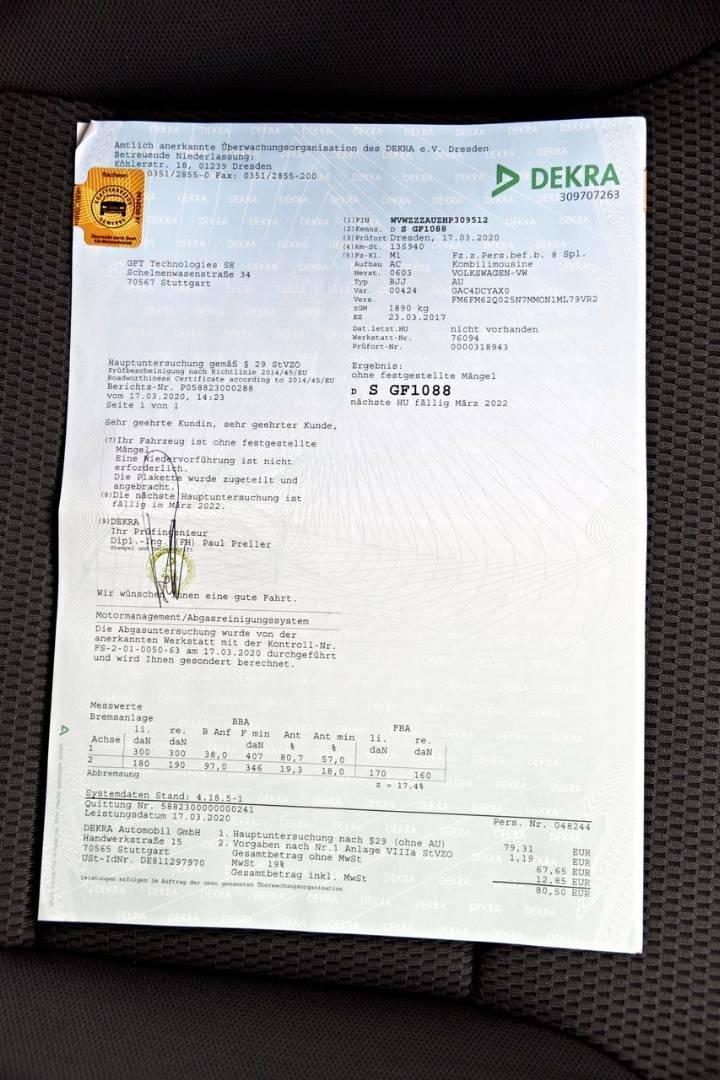 Amtlich anerkannte Überwachungsorganisation des DEKRA e.V. Dresden
Betreuende Niederlassung:
Köhlerstr. 18, 01239 Dresden
0351/2855-0 Fax: 0351/2855-200
DEKRA
309707263
(1)FIN WVWZZZAUZHP309512
(2)Kennz. D S GF1088
(3)Prüfort Dresden, 17.03.2020
(4)km-St. 136940
(5)Fz-Kl. M1 Fz.z.Pers.bef.b. 8 Spl.
Aufbau AC Kombilimousine
Herst. 0603 VOLKSWAGEN-VW
Typ BJJ AU
Var. 00424 GAC4DCYAX0
Vers. FM6FM62Q025N7MMON1ML79VR2
zGM 1890 kg
EZ 23.03.2017
Dat.letzt.HU nicht vorhanden
Werkstatt-Nr. 76094
Prüfort-Nr. 0000318943
GFT Technologies SE
Schelmenwasenstraße 34
70567 Stuttgart
Hauptuntersuchung gemäß § 29 StVZO
Prüfbescheinigung nach Richtlinie 2014/45/EU
Roadworthiness Certificate according to 2014/45/EU
Berichts-Nr. P058823000288
vom 17.03.2020, 14:23
Seite 1 von 1
Ergebnis:
ohne festgestellte Mängel
D S GF1088
nächste HU fällig März 2022
Sehr geehrte Kundin, sehr geehrter Kunde,
(7)Ihr Fahrzeug ist ohne festgestellte
Mängel.
Eine Wiedervorführung ist nicht
erforderlich.
Die Plakette wurde zugeteilt und
angebracht.
(8)Die nächste Hauptuntersuchung ist
fällig im März 2022.
(9)DEKRA
Ihr Prüfingenieur
Dipl.-Ing. (FH) Paul Preller
Stempel und
Wir wünschen Ihnen eine gute Fahrt.
Motormanagement/Abgasreinigungssystem
Die Abgasuntersuchung wurde von der
anerkannten Werkstatt mit der Kontroll-Nr.
FS-2-01-0050-63 am 17.03.2020 durchgeführt
und wird Ihnen gesondert berechnet.
Messwerte
Bremsanlage BBA FBA
li. re. B Anf F min Ant Ant min li. re.
Achse daN daN daN % % daN daN
1 300 300 38,0 407 80,7 57,0
2 180 190 97,0 346 19,3 18,0 170 160
Abbremsung z = 17.4%
Systemdaten Stand: 4.18.5-1
Quittung Nr. 5882300000000241
Leistungsdatum 17.03.2020 Pers. Nr. 048244
DEKRA Automobil GmbH 1. Hauptuntersuchung nach §29 (ohne AU) 79,31 EUR
Handwerkstraße 15 2. Vorgaben nach Nr.1 Anlage VIIIa StVZO 1,19 EUR
70565 Stuttgart Gesamtbetrag ohne MwSt 67,65 EUR
USt-IdNr. DE811297970 MwSt 19% 12,85 EUR
Gesamtbetrag inkl. MwSt 80,50 EUR
Leistungen erfolgen im Auftrag der oben genannten Überwachungsorganisation